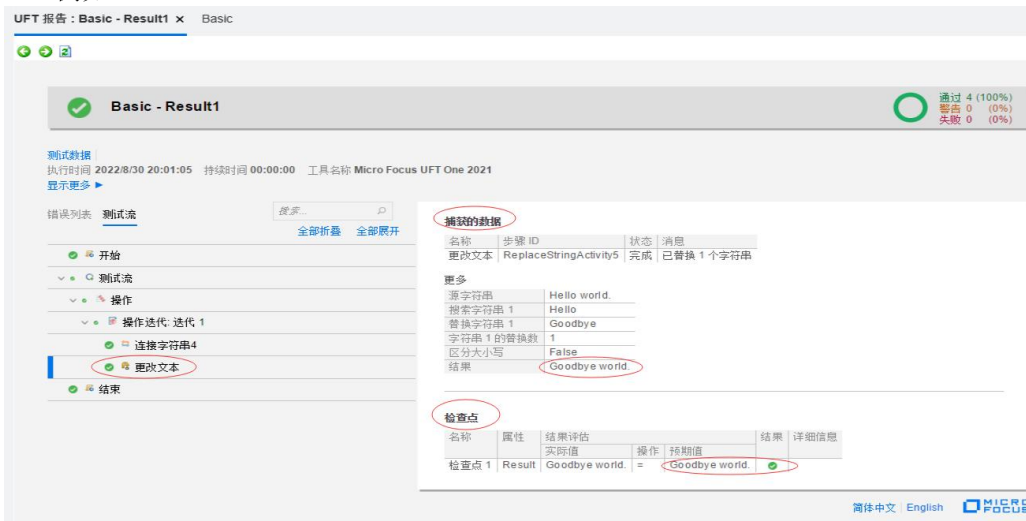 UFT 报告 : Basic - Result1 × Basic
Basic - Result1
通过 4 (100%)
警告 0 (0%)
失败 0 (0%)
测试数据
执行时间 2022/8/30 20:01:05 持续时间 00:00:00 工具名称 Micro Focus UFT One 2021
显示更多
错误列表 测试流 搜索...
全部折叠 全部展开
开始
测试流
操作
操作迭代: 迭代 1
连接字符串4
更改文本
结束
捕获的数据
名称 步骤 ID 状态 消息
更改文本 ReplaceStringActivity5 完成 已替换 1 个字符串
更多
源字符串 Hello world.
搜索字符串 1 Hello
替换字符串 1 Goodbye
字符串 1 的替换数 1
区分大小写 False
结果 Goodbye world.
检查点
名称 属性 结果评估 结果 详细信息
实际值 操作 预期值
检查点 1 Result Goodbye world. = Goodbye world.
简体中文 English MICRO
FOCUS